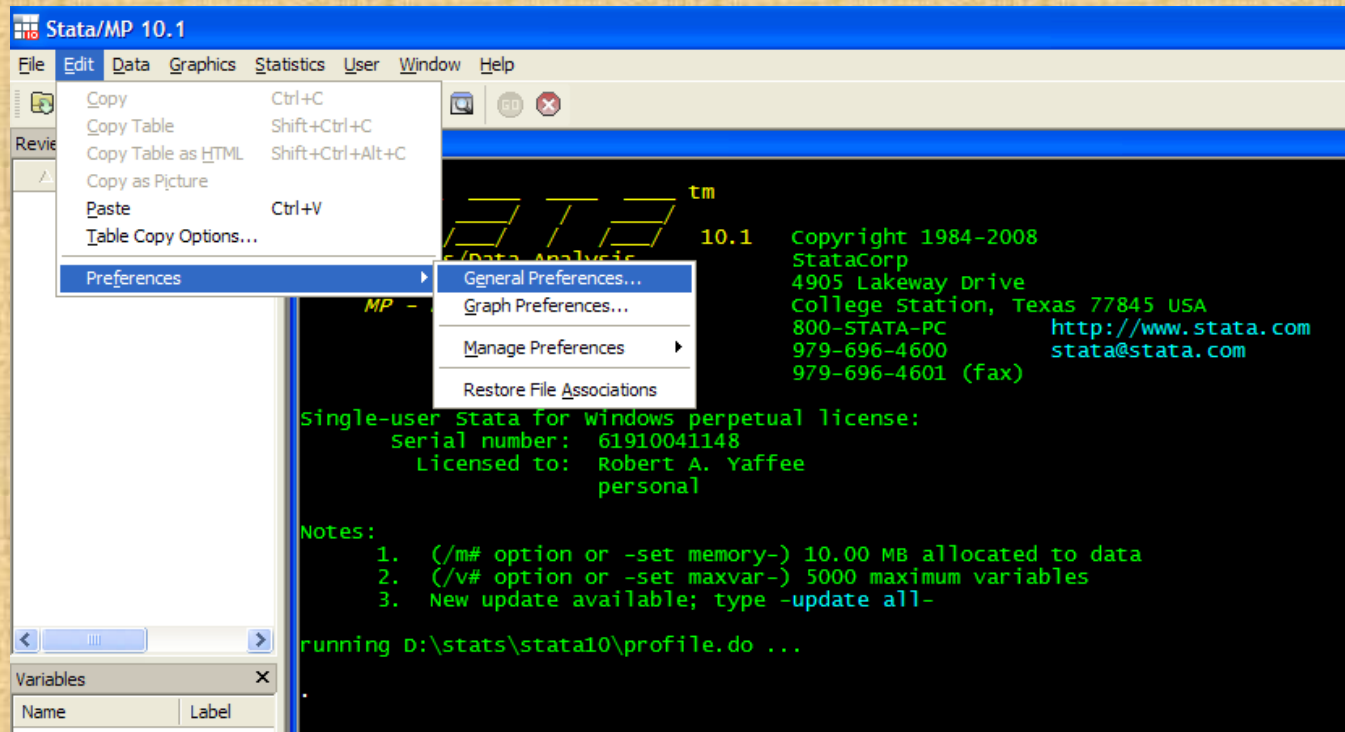 Stata/MP 10.1
File Edit Data Graphics Statistics User Window Help
Copy Ctrl+C
Copy Table Shift+Ctrl+C
Copy Table as HTML Shift+Ctrl+Alt+C
Copy as Picture
Paste Ctrl+V
Table Copy Options...
Preferences
General Preferences...
Graph Preferences...
Manage Preferences
Restore File Associations
GO
tm
10.1 Copyright 1984-2008
StataCorp
4905 Lakeway Drive
MP - College Station, Texas 77845 USA
800-STATA-PC http://www.stata.com
979-696-4600 stata@stata.com
979-696-4601 (fax)
Single-user Stata for Windows perpetual license:
Serial number: 61910041148
Licensed to: Robert A. Yaffee
personal
Notes:
1. (/m# option or -set memory-) 10.00 MB allocated to data
2. (/v# option or -set maxvar-) 5000 maximum variables
3. New update available; type -update all-
running D:\stats\stata10\profile.do ...
.
Variables
Name Label